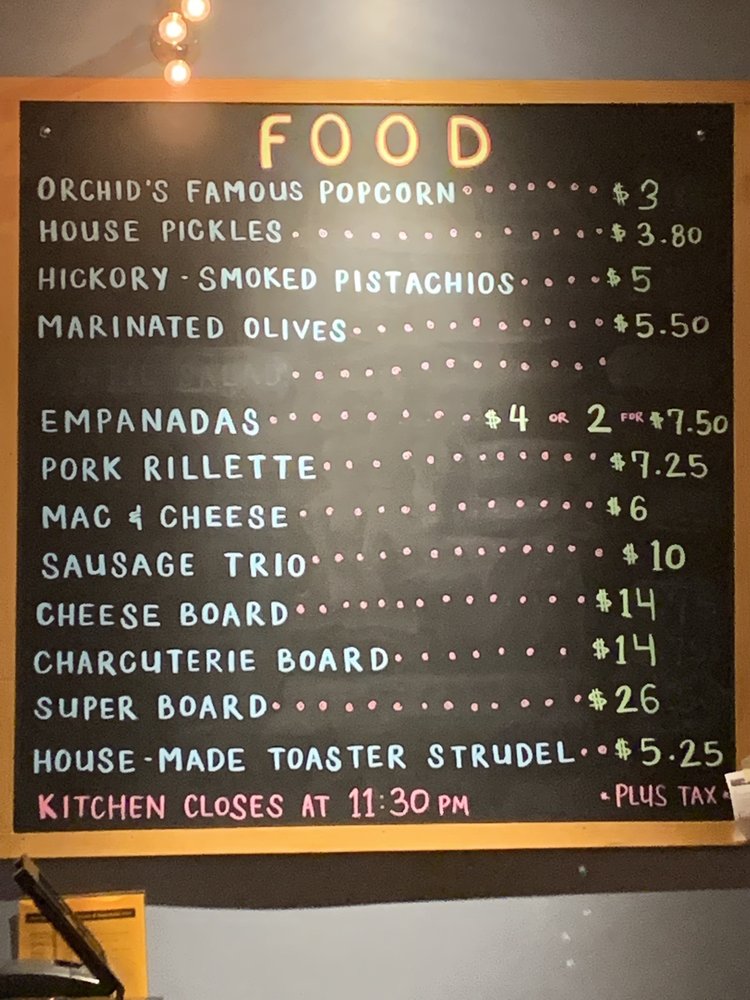 FOOD
ORCHID'S FAMOUS POPCORN $3
HOUSE PICKLES $3.80
HICKORY-SMOKED PISTACHIOS $5
MARINATED OLIVES $5.50
EMPANADAS $4 OR 2 FOR $7.50
PORK RILLETTE $7.25
MAC & CHEESE $6
SAUSAGE TRIO $10
CHEESE BOARD $14
CHARCUTERIE BOARD $14
SUPER BOARD $26
HOUSE-MADE TOASTER STRUDEL $5.25
KITCHEN CLOSES AT 11:30 PM *PLUS TAX*